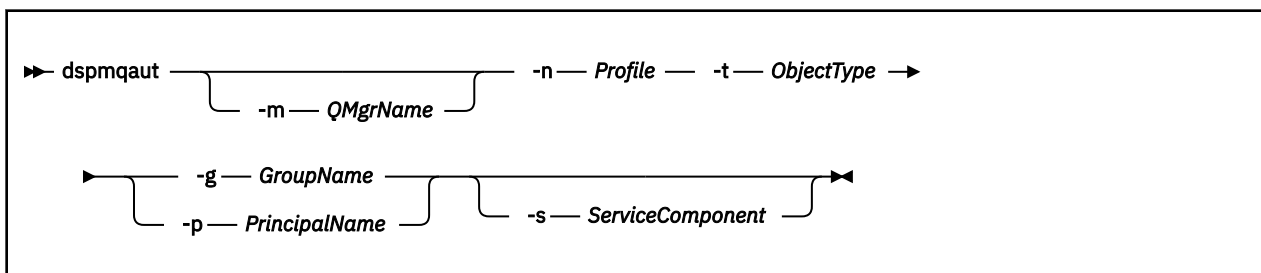 dspmqaut -n Profile -t ObjectType
-m QMgrName
-g GroupName
-p PrincipalName
-s ServiceComponent